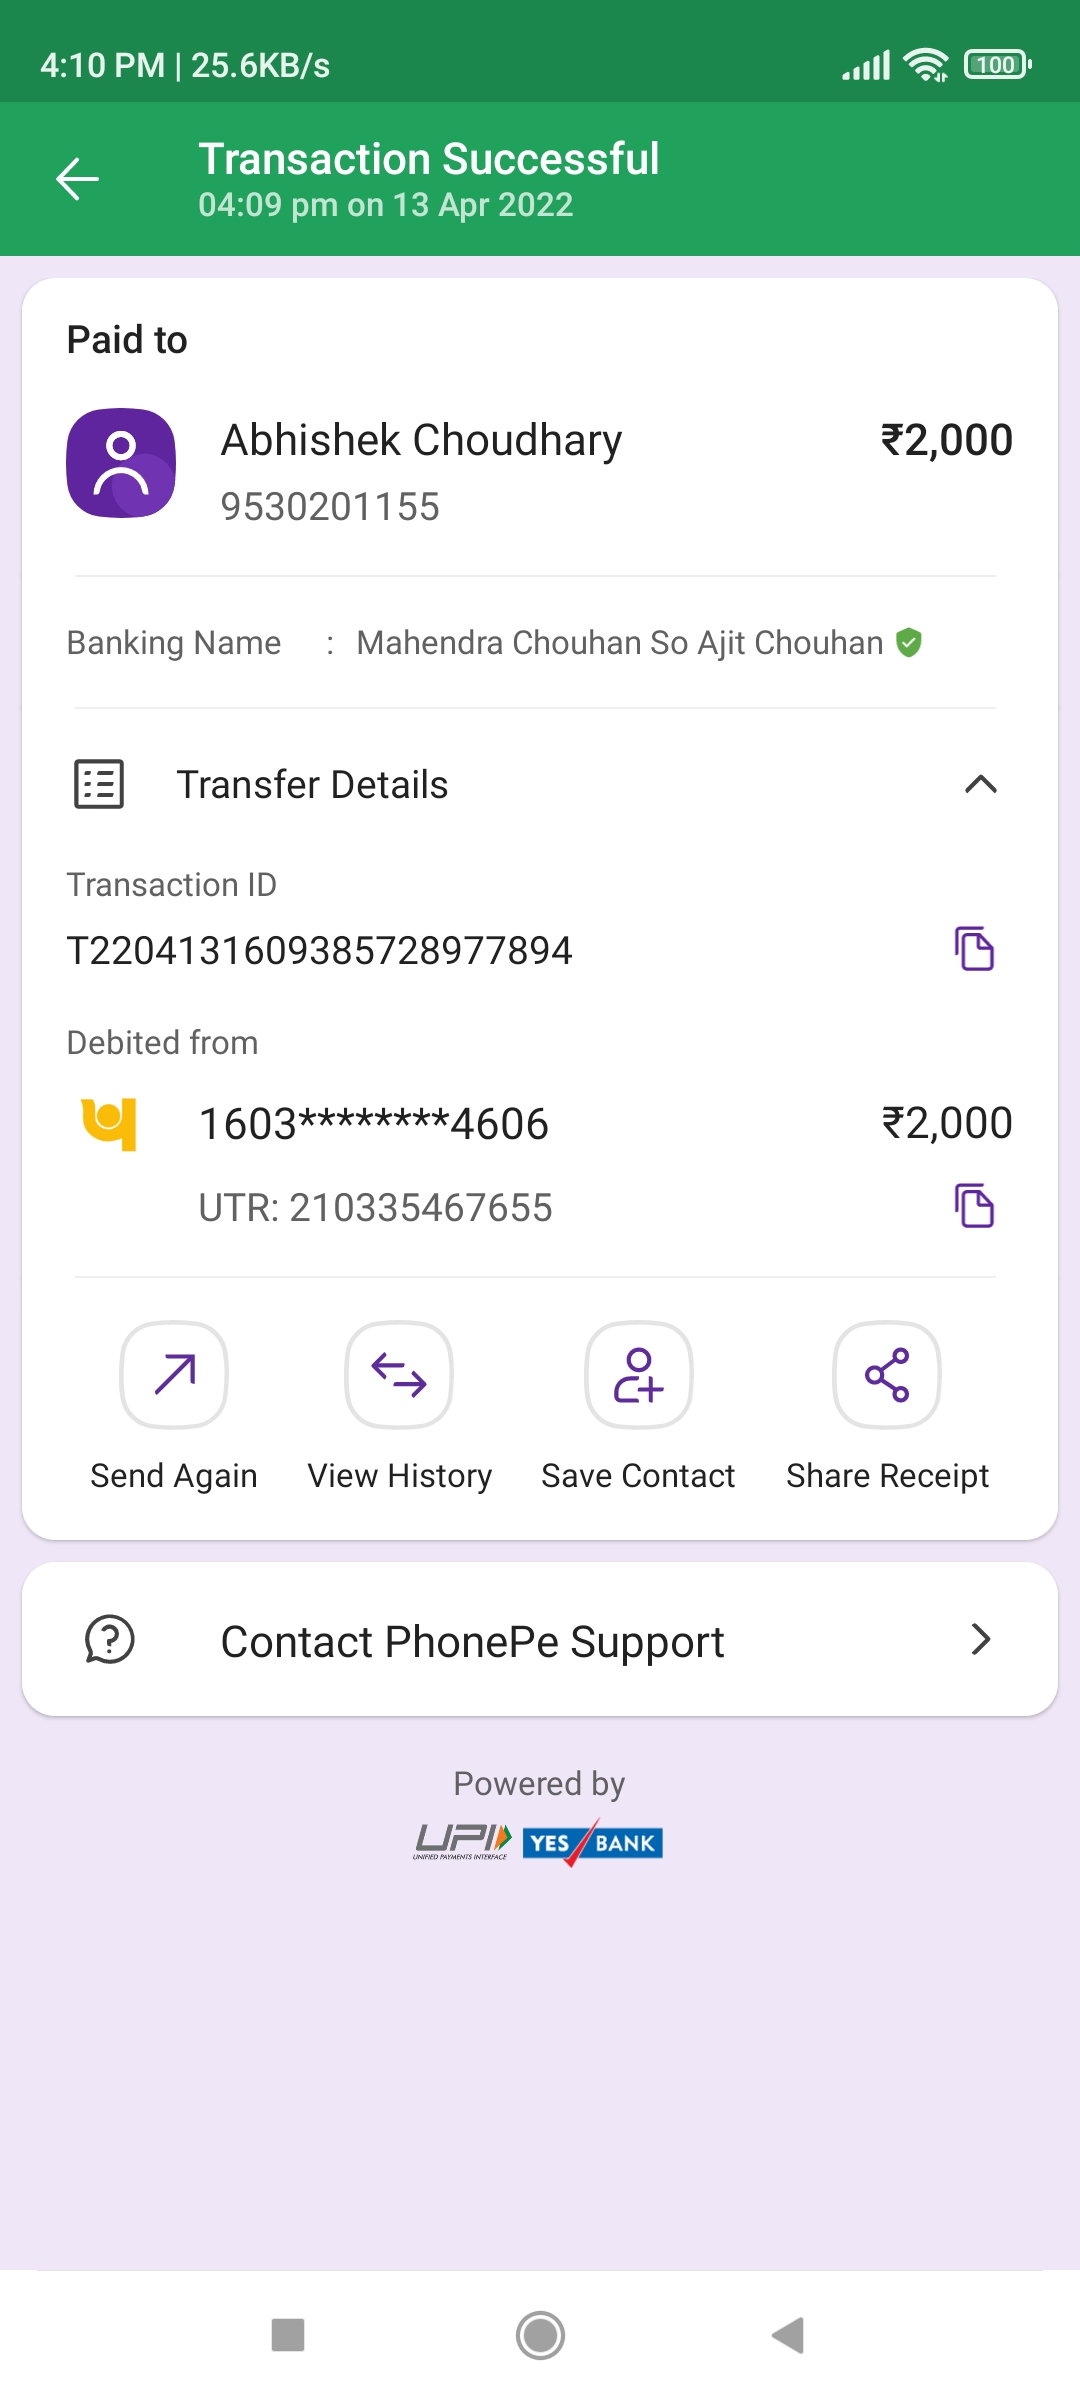 4:10 PM | 25.6KB/s
100
Transaction Successful
04:09 pm on 13 Apr 2022
Paid to
Abhishek Choudhary ₹2,000
9530201155
Banking Name : Mahendra Chouhan So Ajit Chouhan
Transfer Details
Transaction ID
T2204131609385728977894
Debited from
1603********4606 ₹2,000
UTR: 210335467655
Send Again View History Save Contact Share Receipt
Contact PhonePe Support
Powered by
UPI YES BANK
UNIFIED PAYMENTS INTERFACE